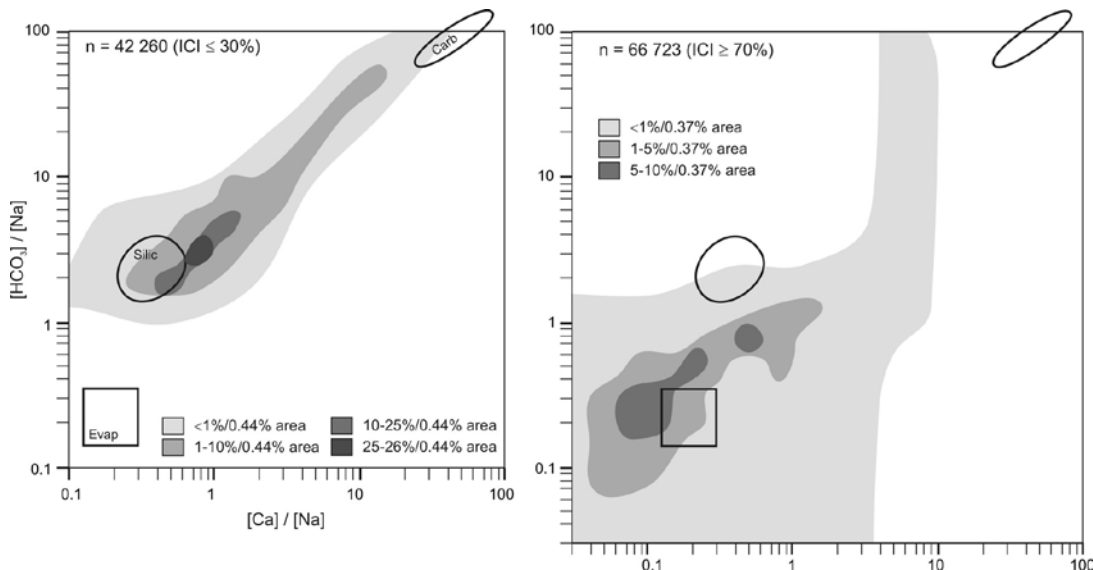 100
n = 42 260 (ICI ≤ 30%)
Carb
10
[HCO₃] / [Na]
Silic
1
Evap
<1%/0.44% area
10-25%/0.44% area
1-10%/0.44% area
25-26%/0.44% area
0.1
0.1
1
10
100
[Ca] / [Na]
100
n = 66 723 (ICI ≥ 70%)
<1%/0.37% area
1-5%/0.37% area
5-10%/0.37% area
10
1
0.1
0.1
1
10
100